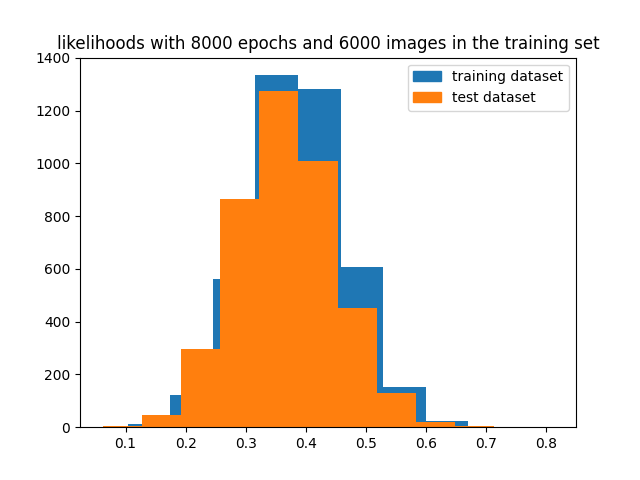 likelihoods with 8000 epochs and 6000 images in the training set
1400
1200
1000
800
600
400
200
0
training dataset
test dataset
0.1 0.2 0.3 0.4 0.5 0.6 0.7 0.8